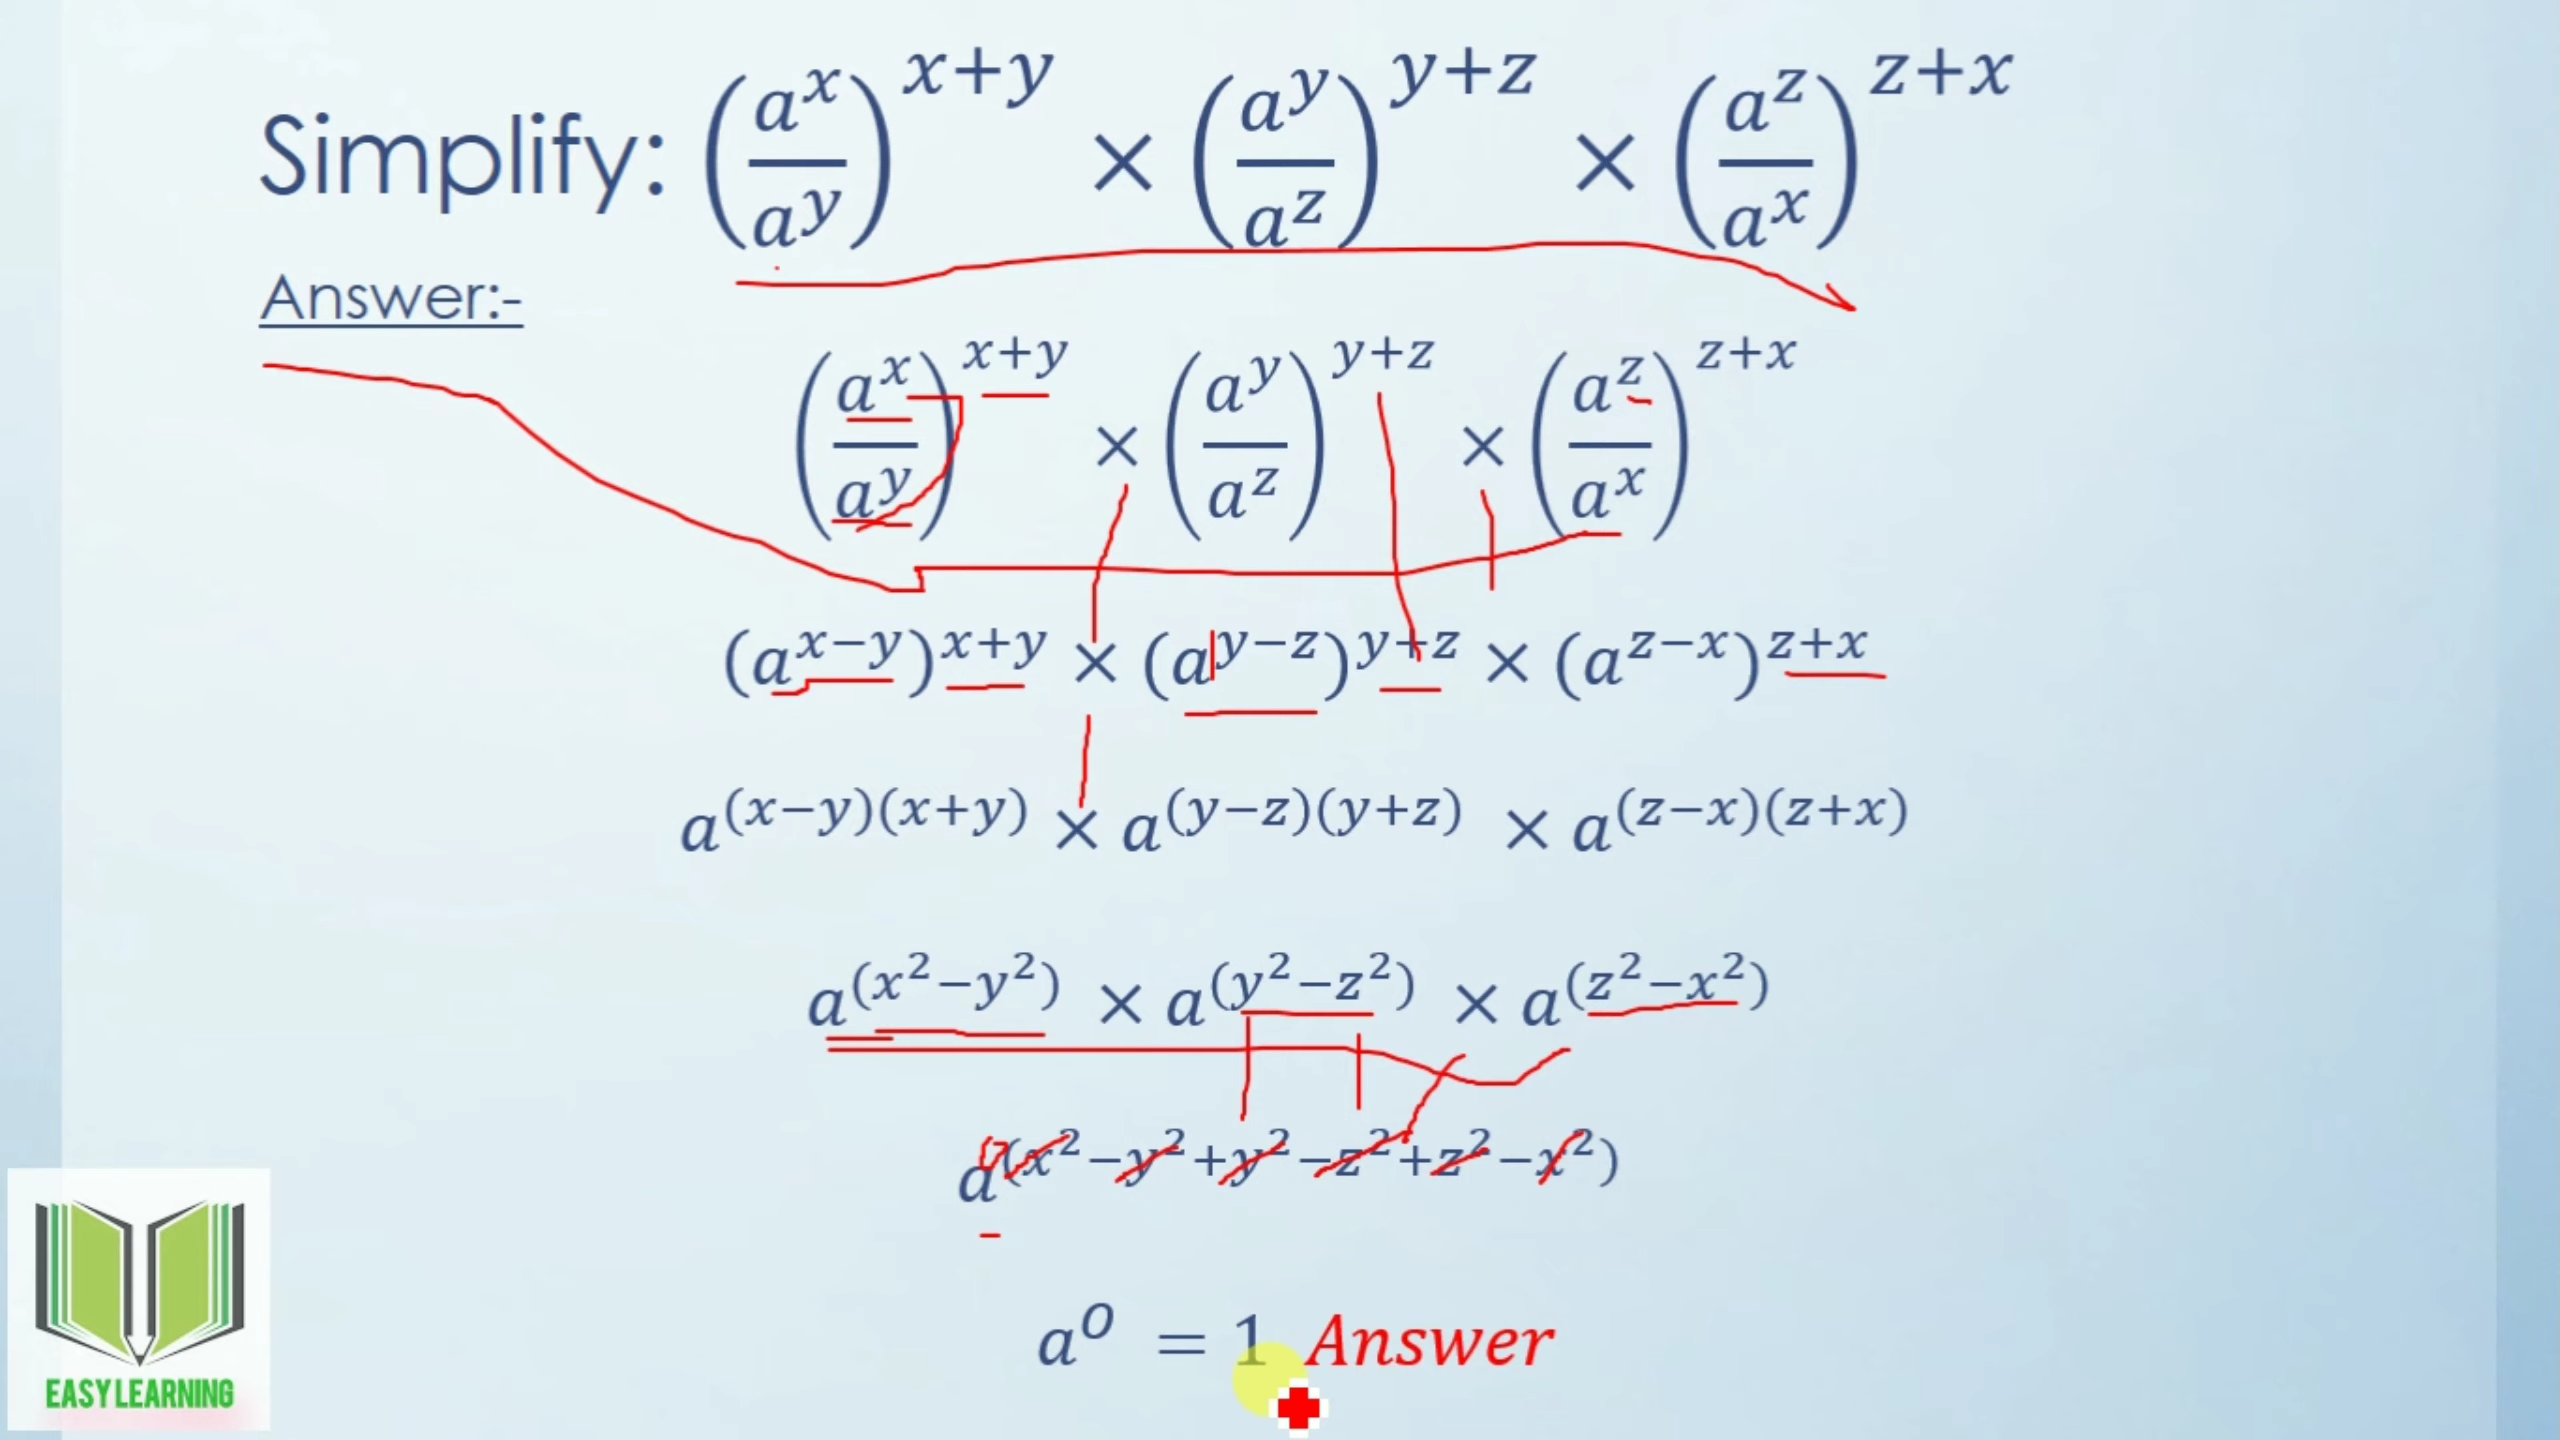 Simplify: (a^x/a^y)^{x+y} × (a^y/a^z)^{y+z} × (a^z/a^x)^{z+x}
Answer:-
(a^x/a^y)^{x+y} × (a^y/a^z)^{y+z} × (a^z/a^x)^{z+x}
(a^{x−y})^{x+y} × (a^{y−z})^{y+z} × (a^{z−x})^{z+x}
a^{(x−y)(x+y)} × a^{(y−z)(y+z)} × a^{(z−x)(z+x)}
a^{(x²−y²)} × a^{(y²−z²)} × a^{(z²−x²)}
a^{(x²−y²+y²−z²+z²−x²)}
a^0 = 1 Answer
EASY LEARNING